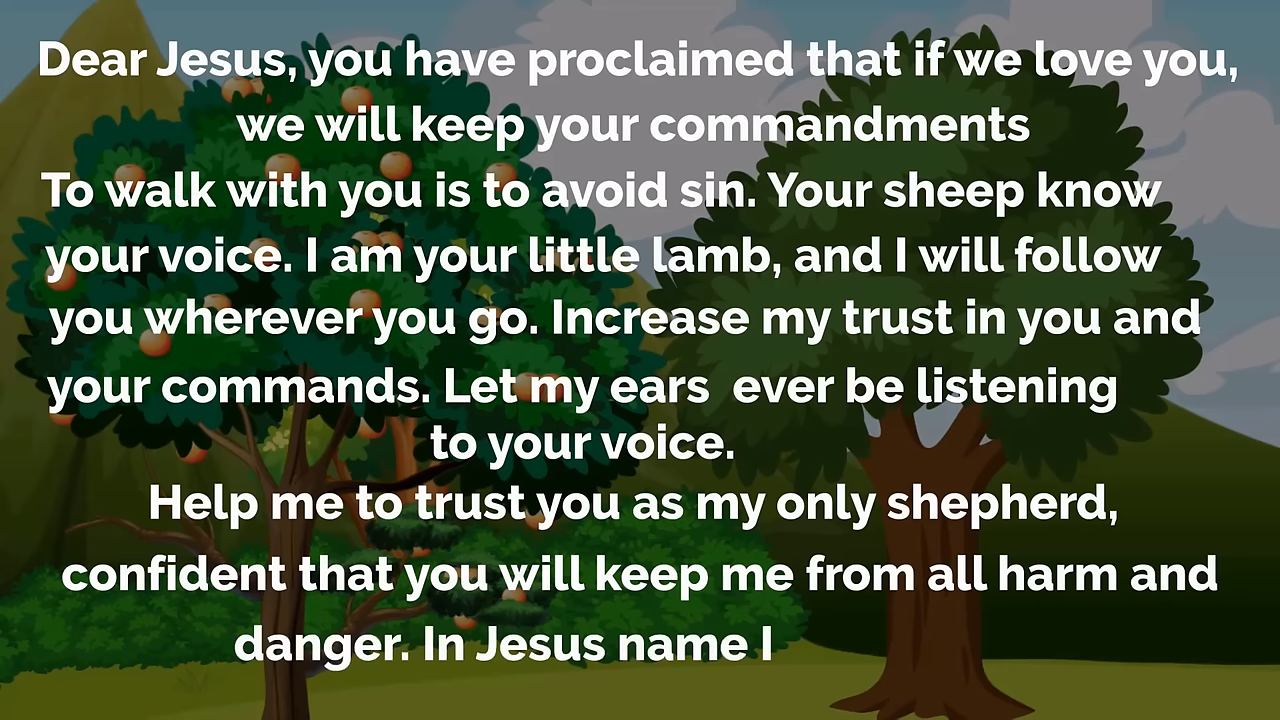 Dear Jesus, you have proclaimed that if we love you,
we will keep your commandments
To walk with you is to avoid sin. Your sheep know
your voice. I am your little lamb, and I will follow
you wherever you go. Increase my trust in you and
your commands. Let my ears ever be listening
to your voice.
Help me to trust you as my only shepherd,
confident that you will keep me from all harm and
danger. In Jesus name I